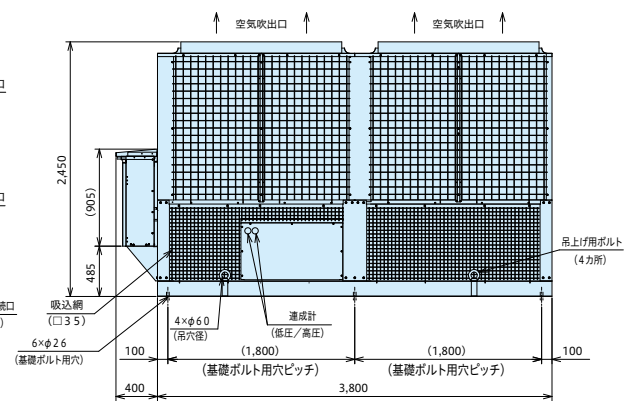 空気吹出口
空気吹出口
口
口
2,450
(905)
485
続口
)
吸込網
(□35)
6×φ26
(基礎ボルト用穴)
4×φ60
(吊穴径)
連成計
(低圧/高圧)
吊上げ用ボルト
(4カ所)
100
(1,800)
(基礎ボルト用穴ピッチ)
(1,800)
(基礎ボルト用穴ピッチ)
100
400
3,800